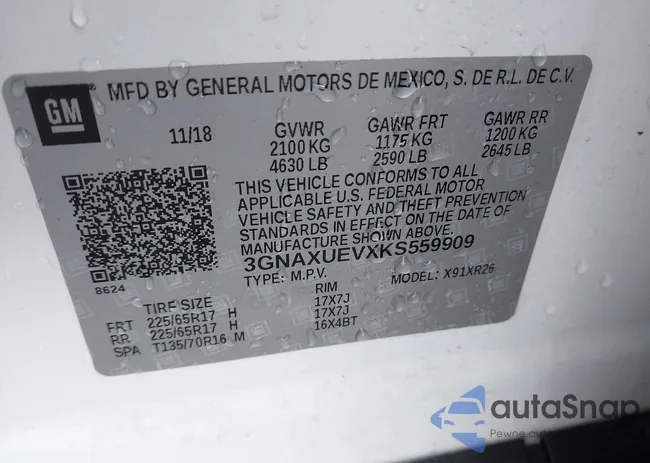 GM ® MFD BY GENERAL MOTORS DE MEXICO, S. DE R.L. DE C.V.
11/18 GVWR GAWR FRT GAWR RR
2100 KG 1175 KG 1200 KG
4630 LB 2590 LB 2645 LB
THIS VEHICLE CONFORMS TO ALL
APPLICABLE U.S. FEDERAL MOTOR
VEHICLE SAFETY AND THEFT PREVENTION
STANDARDS IN EFFECT ON THE DATE OF
MANUFACTURE SHOWN ABOVE.
3GNAXUEVXKS559909
8624
TYPE: M.P.V. MODEL: X91XR26
TIRE SIZE RIM
FRT 225/65R17 H 17X7J
RR 225/65R17 H 17X7J
SPA T135/70R16 M 16X4BT
autoSnap
Pewne auto